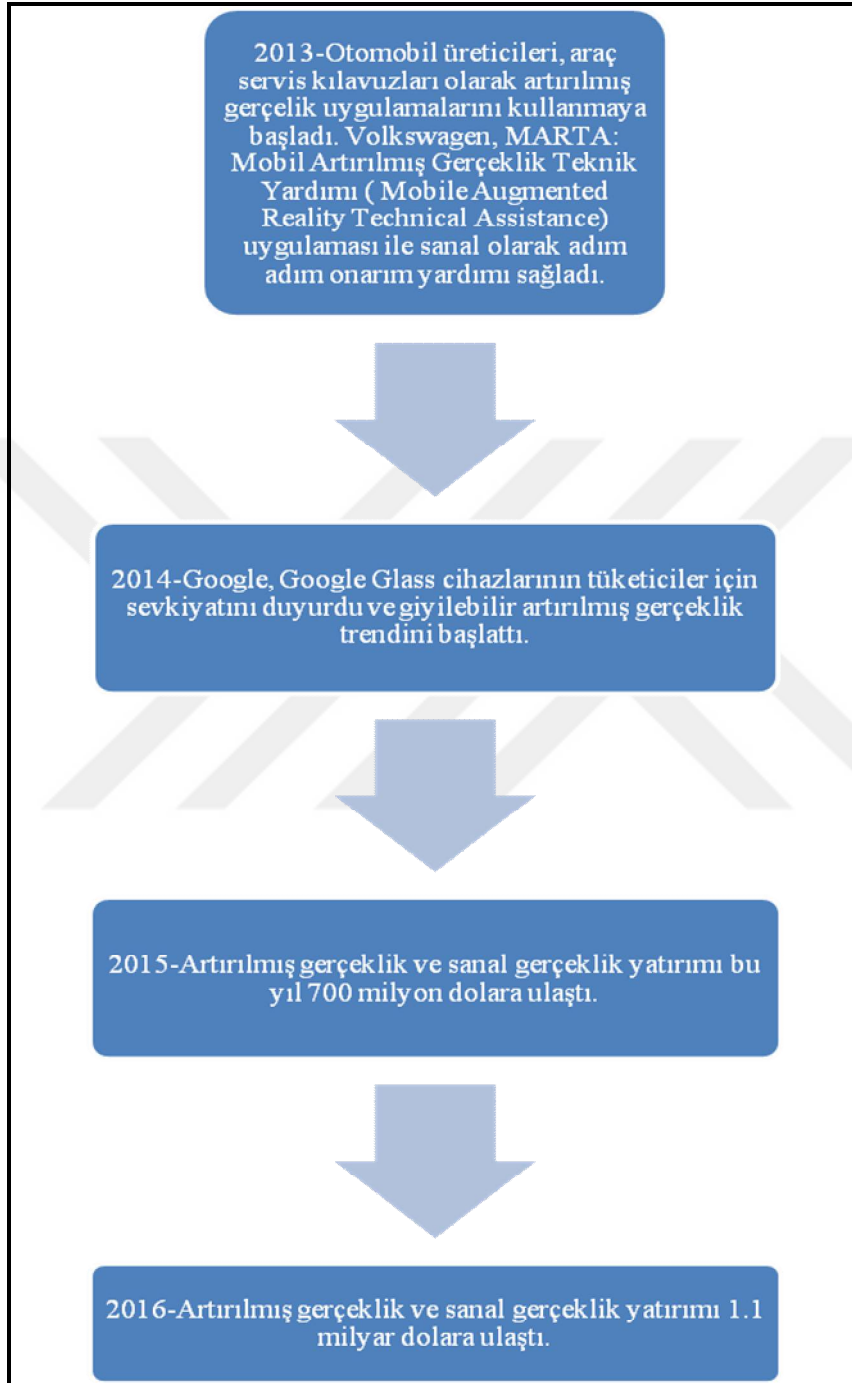 2013-Otomobil üreticileri, araç
servis kılavuzları olarak artırılmış
gerçelik uygulamalarını kullanmaya
başladı. Volkswagen, MARTA:
Mobil Artırılmış Gerçeklik Teknik
Yardımı ( Mobile Augmented
Reality Technical Assistance)
uygulaması ile sanal olarak adım
adım onarım yardımı sağladı.
2014-Google, Google Glass cihazlarının tüketiciler için
sevkiyatını duyurdu ve giyilebilir artırılmış gerçeklik
trendini başlattı.
2015-Artırılmış gerçeklik ve sanal gerçeklik yatırımı bu
yıl 700 milyon dolara ulaştı.
2016-Artırılmış gerçeklik ve sanal gerçeklik yatırımı 1.1
milyar dolara ulaştı.